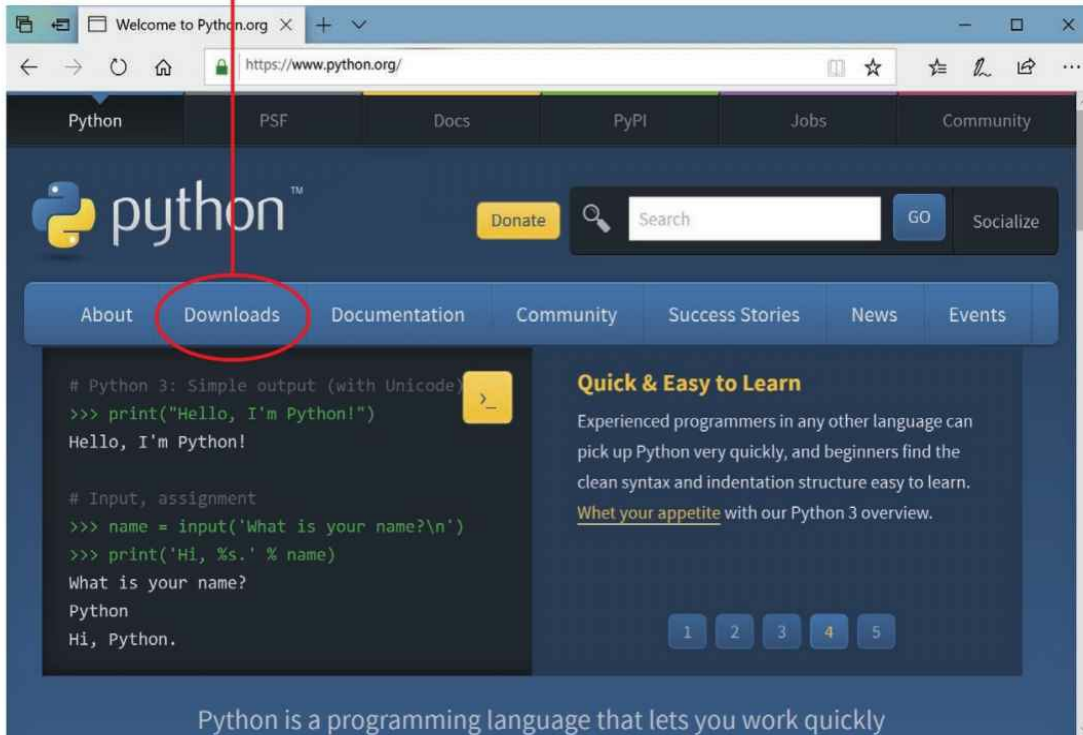 Welcome to Python.org
https://www.python.org/
Python PSF Docs PyPI Jobs Community
python™
Donate Search GO Socialize
About Downloads Documentation Community Success Stories News Events
# Python 3: Simple output (with Unicode)
>>> print("Hello, I'm Python!")
Hello, I'm Python!
# Input, assignment
>>> name = input('What is your name?\n')
>>> print('Hi, %s.' % name)
What is your name?
Python
Hi, Python.
>_
Quick & Easy to Learn
Experienced programmers in any other language can
pick up Python very quickly, and beginners find the
clean syntax and indentation structure easy to learn.
Whet your appetite with our Python 3 overview.
1 2 3 4 5
Python is a programming language that lets you work quickly